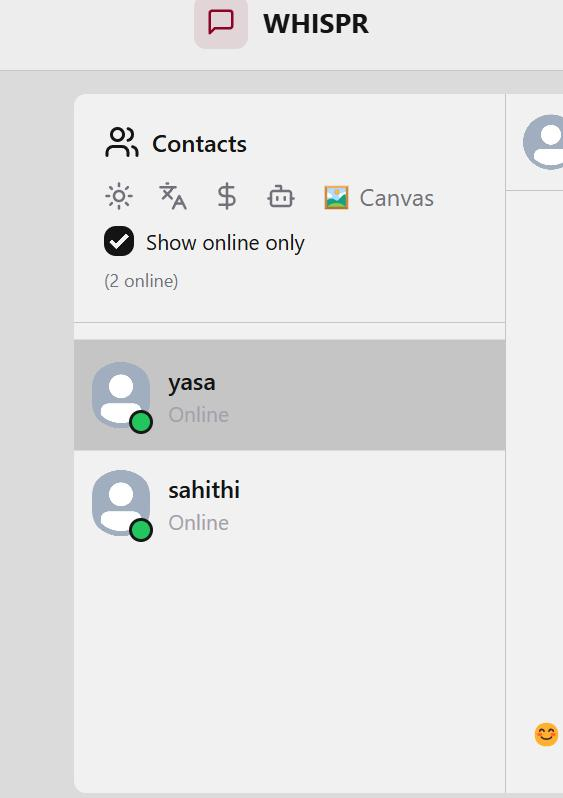 WHISPR
Contacts
Canvas
Show online only
(2 online)
yasa
Online
sahithi
Online